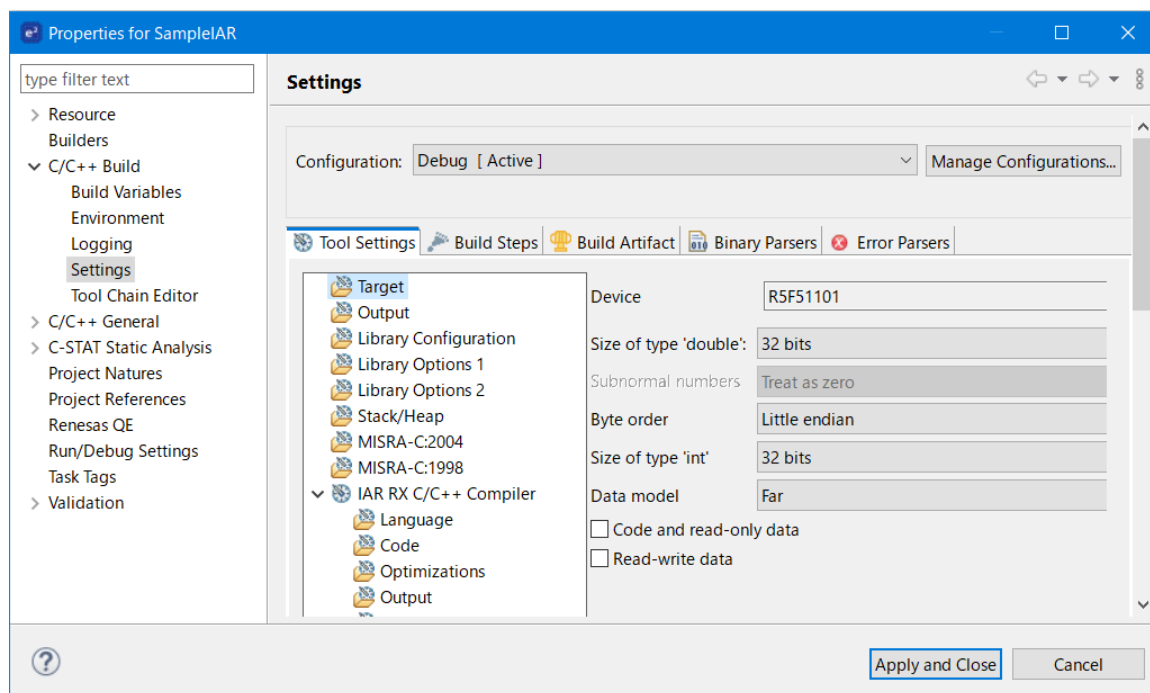 e² Properties for SampleIAR
type filter text
Resource
Builders
C/C++ Build
Build Variables
Environment
Logging
Settings
Tool Chain Editor
C/C++ General
C-STAT Static Analysis
Project Natures
Project References
Renesas QE
Run/Debug Settings
Task Tags
Validation
Settings
Configuration: Debug [ Active ] Manage Configurations...
Tool Settings Build Steps Build Artifact 010 Binary Parsers Error Parsers
Target
Output
Library Configuration
Library Options 1
Library Options 2
Stack/Heap
MISRA-C:2004
MISRA-C:1998
IAR RX C/C++ Compiler
Language
Code
Optimizations
Output
Device R5F51101
Size of type 'double': 32 bits
Subnormal numbers Treat as zero
Byte order Little endian
Size of type 'int' 32 bits
Data model Far
Code and read-only data
Read-write data
? Apply and Close Cancel